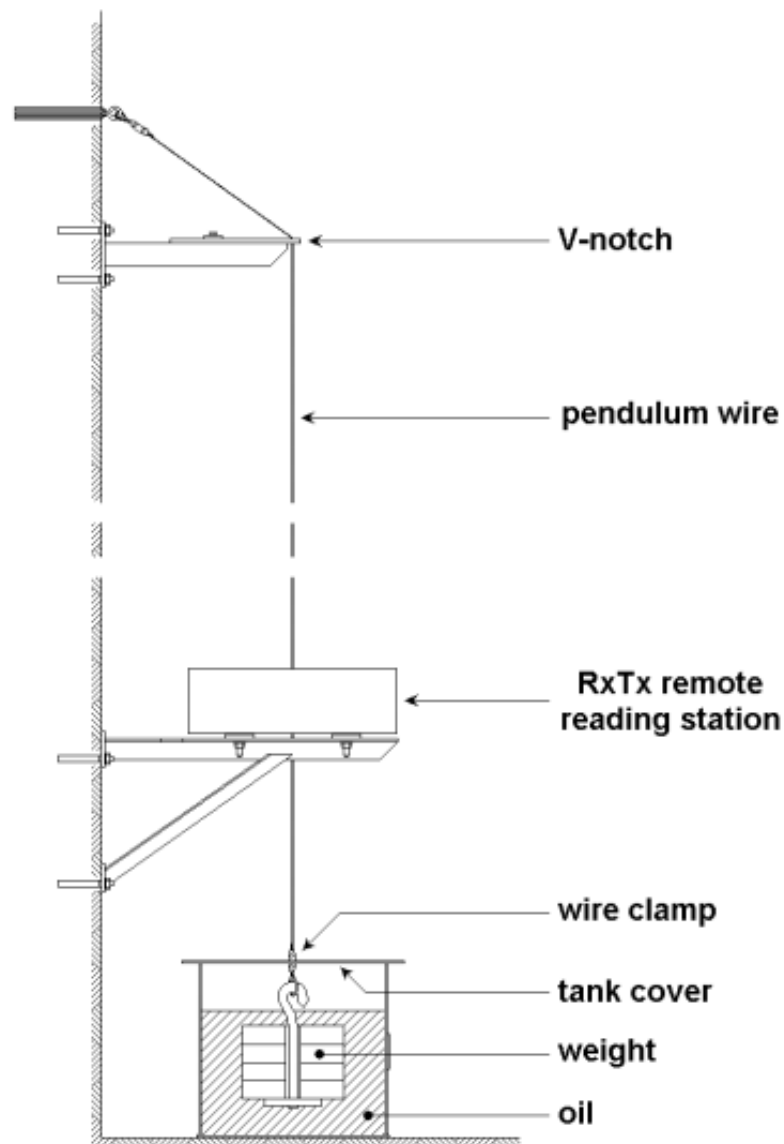 V-notch
pendulum wire
RxTx remote
reading station
wire clamp
tank cover
weight
oil